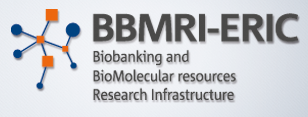 BBMRI-ERIC
Biobanking and
BioMolecular resources
Research Infrastructure